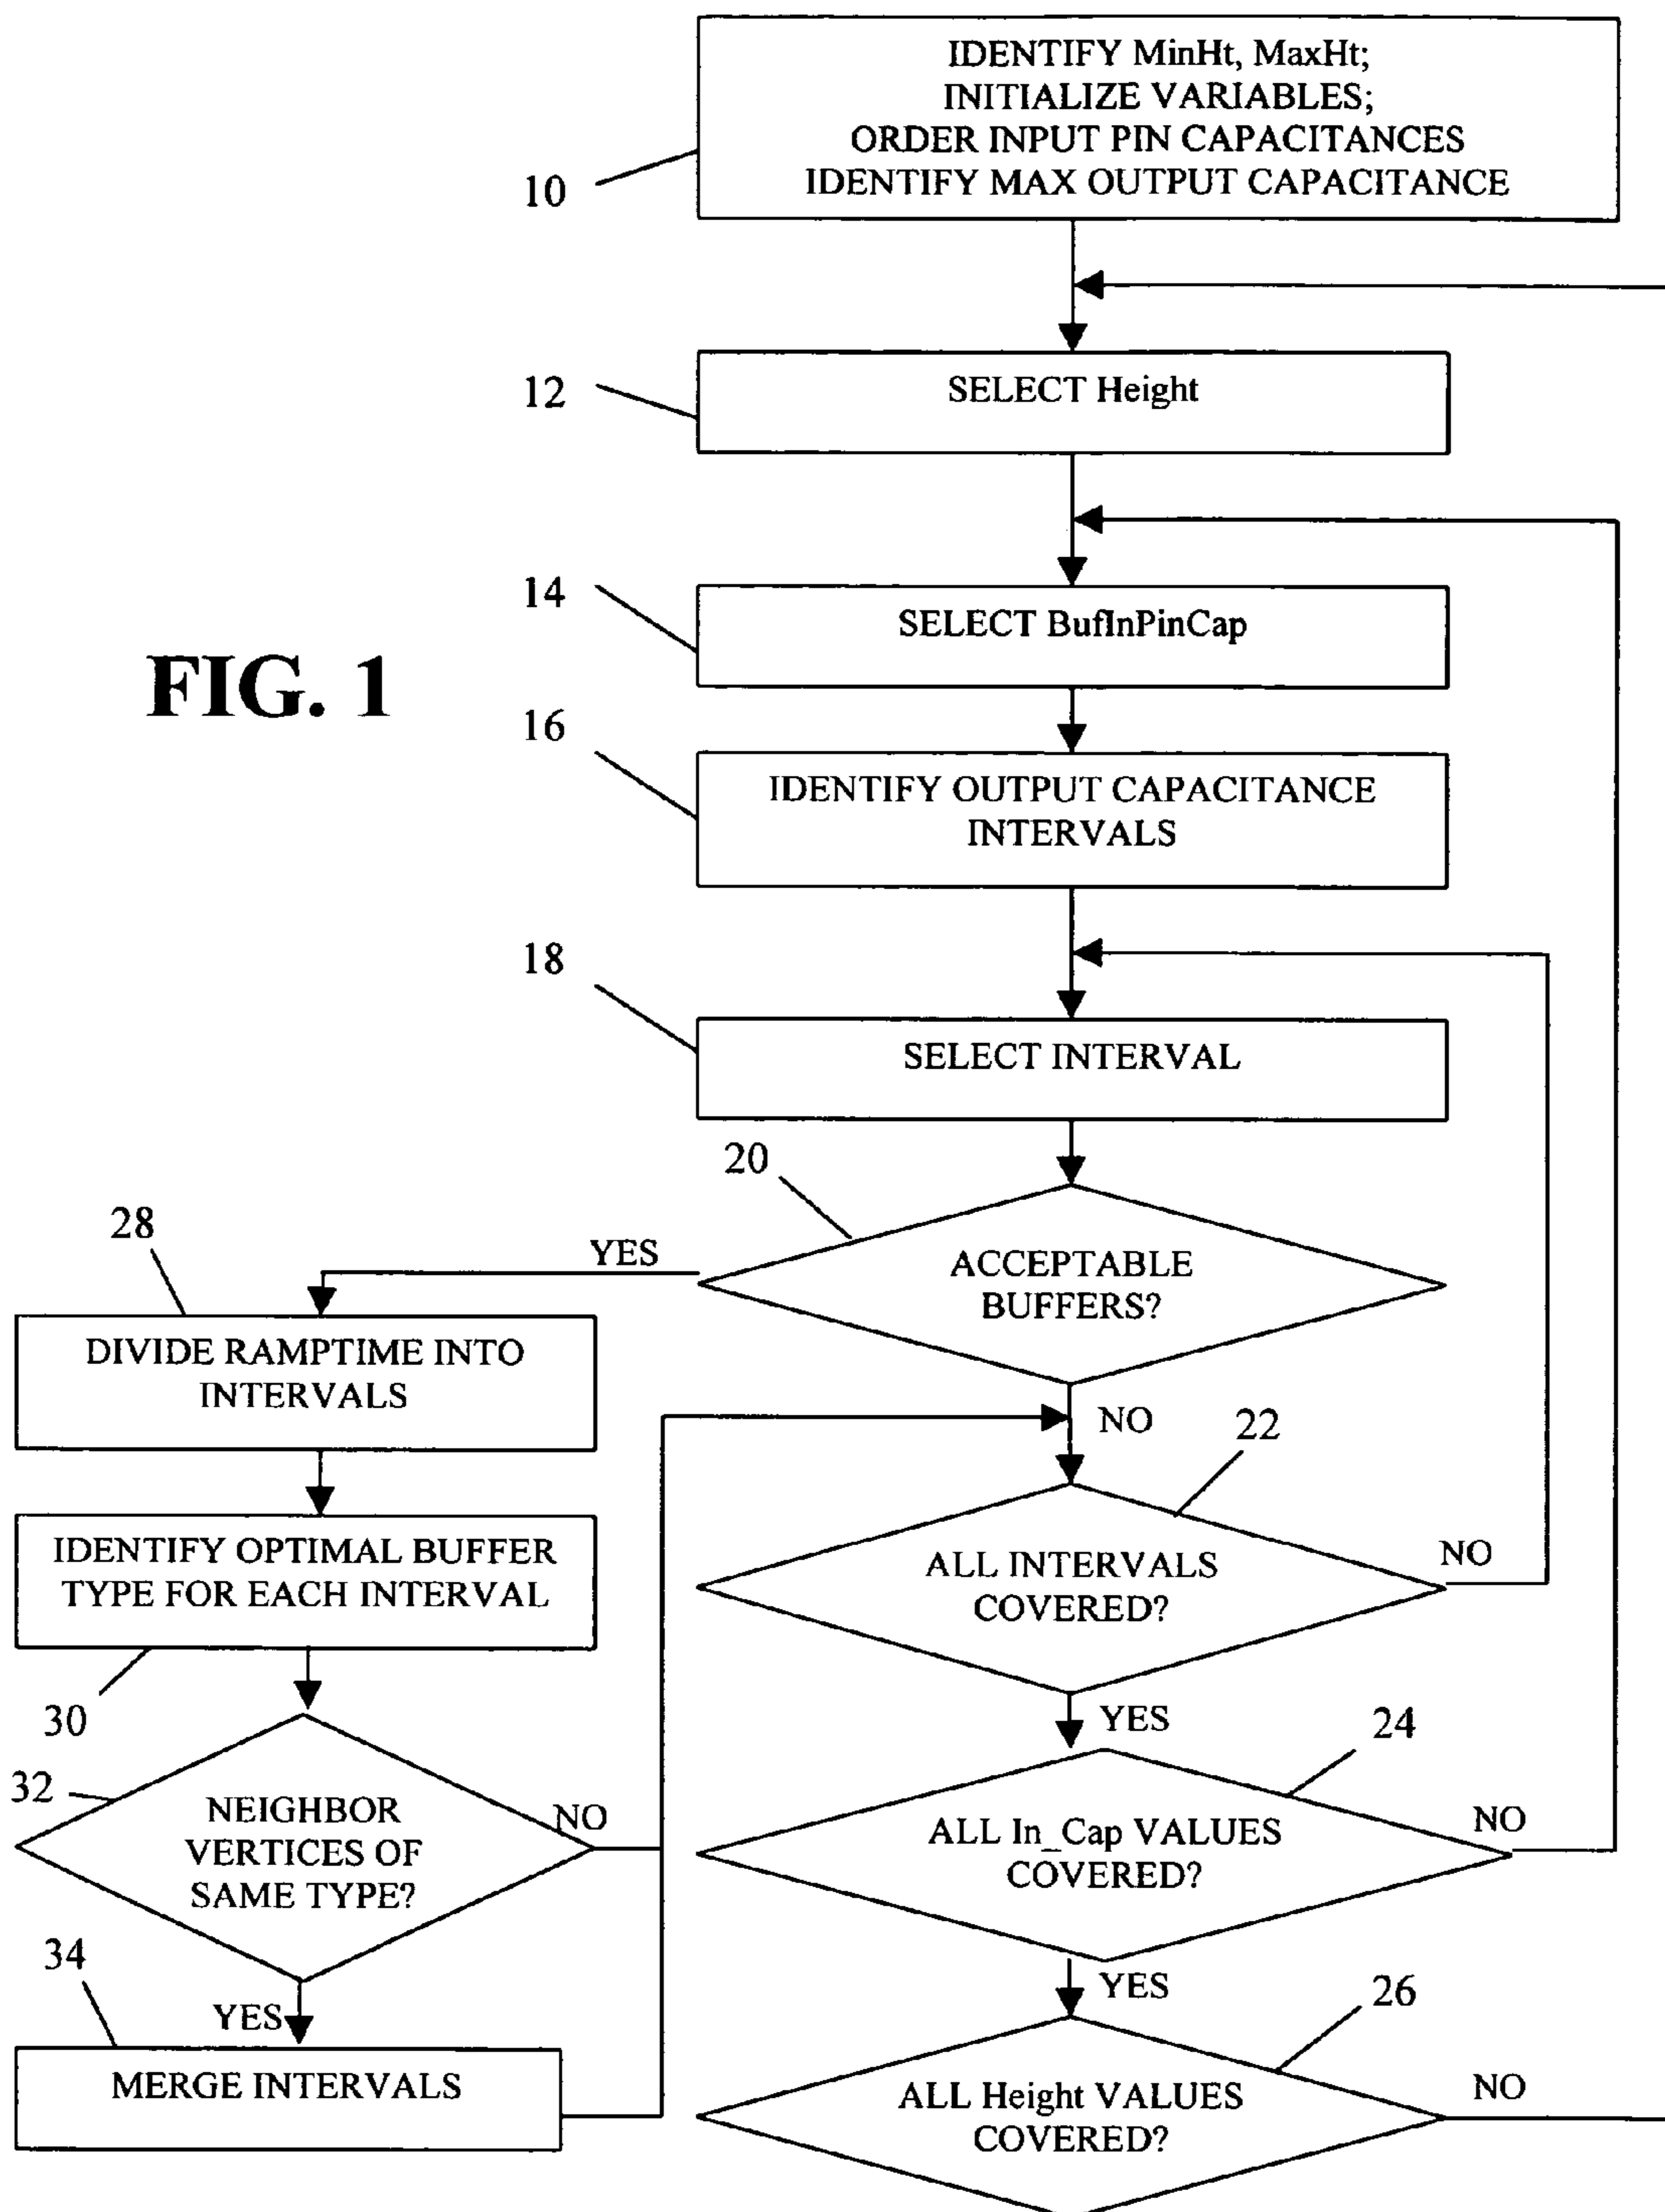 IDENTIFY MinHt, MaxHt;
INITIALIZE VARIABLES;
ORDER INPUT PIN CAPACITANCES
IDENTIFY MAX OUTPUT CAPACITANCE
10
SELECT Height
12
SELECT BufInPinCap
14
FIG. 1
IDENTIFY OUTPUT CAPACITANCE
INTERVALS
16
SELECT INTERVAL
18
20
ACCEPTABLE
BUFFERS?
YES
NO
28
DIVIDE RAMPTIME INTO
INTERVALS
22
ALL INTERVALS
COVERED?
NO
YES
IDENTIFY OPTIMAL BUFFER
TYPE FOR EACH INTERVAL
30
24
ALL In_Cap VALUES
COVERED?
NO
YES
32
NEIGHBOR
VERTICES OF
SAME TYPE?
NO
YES
34
MERGE INTERVALS
26
ALL Height VALUES
COVERED?
NO